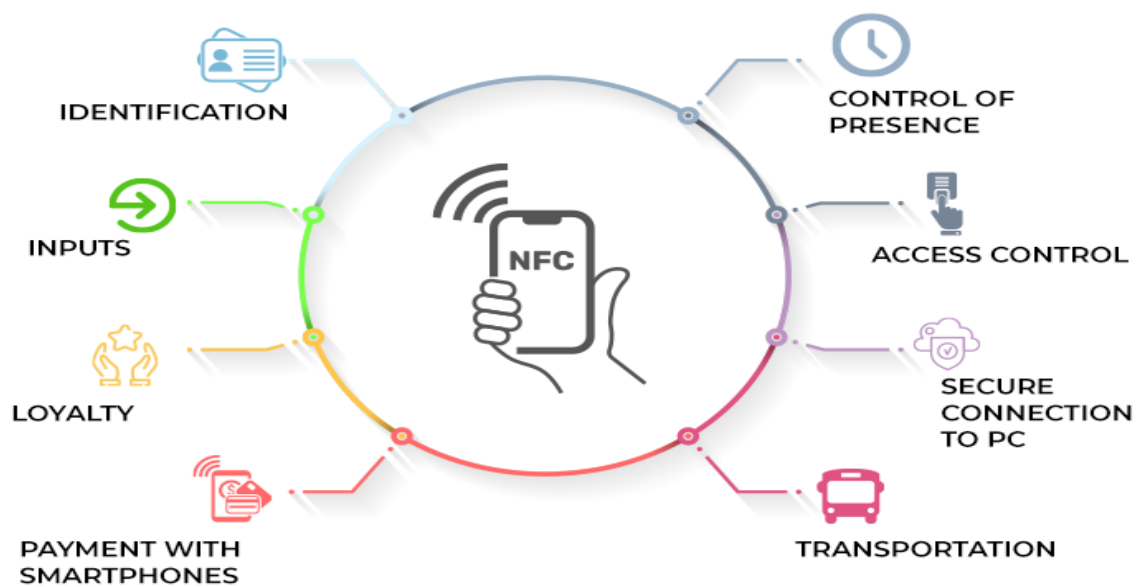 IDENTIFICATION
CONTROL OF
PRESENCE
INPUTS
ACCESS CONTROL
NFC
LOYALTY
SECURE
CONNECTION
TO PC
PAYMENT WITH
SMARTPHONES
TRANSPORTATION